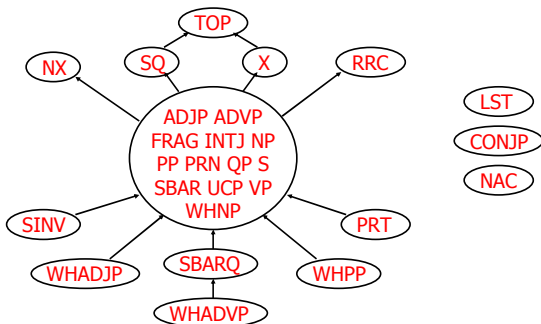 TOP
NX
SQ
X
RRC
ADJP ADVP
FRAG INTJ NP
PP PRN QP S
SBAR UCP VP
WHNP
LST
CONJP
NAC
SINV
PRT
WHADJP
SBARQ
WHPP
WHADVP